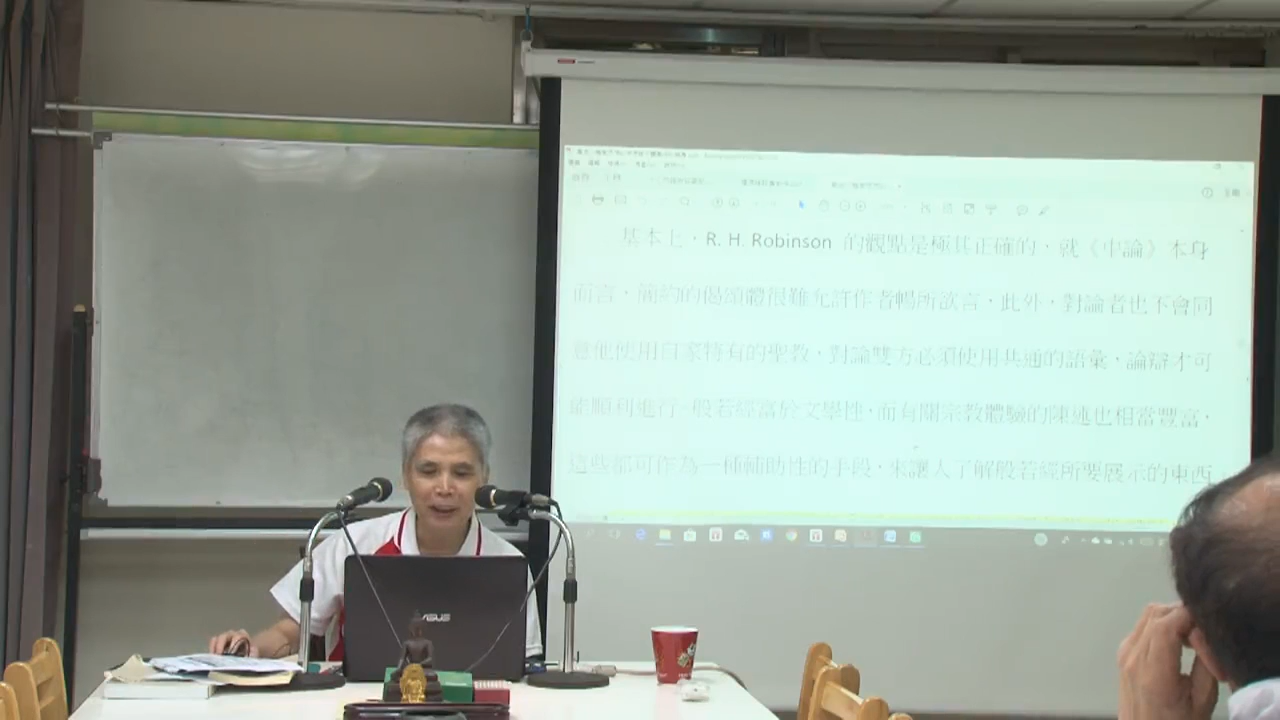 基本上，R. H. Robinson 的觀點是極其正確的，就《中論》本身
而言，簡約的偈頌體很難允許作者暢所欲言，此外，對論者也不會同
意他使用自家特有的聖教，對論雙方必須使用共通的語彙，論辯才可
能順利進行。般若經富於文學性，而有關宗教體驗的陳述也相當豐富，
這些都可作為一種輔助性的手段，來讓人了解般若經所要展示的東西
ASUS